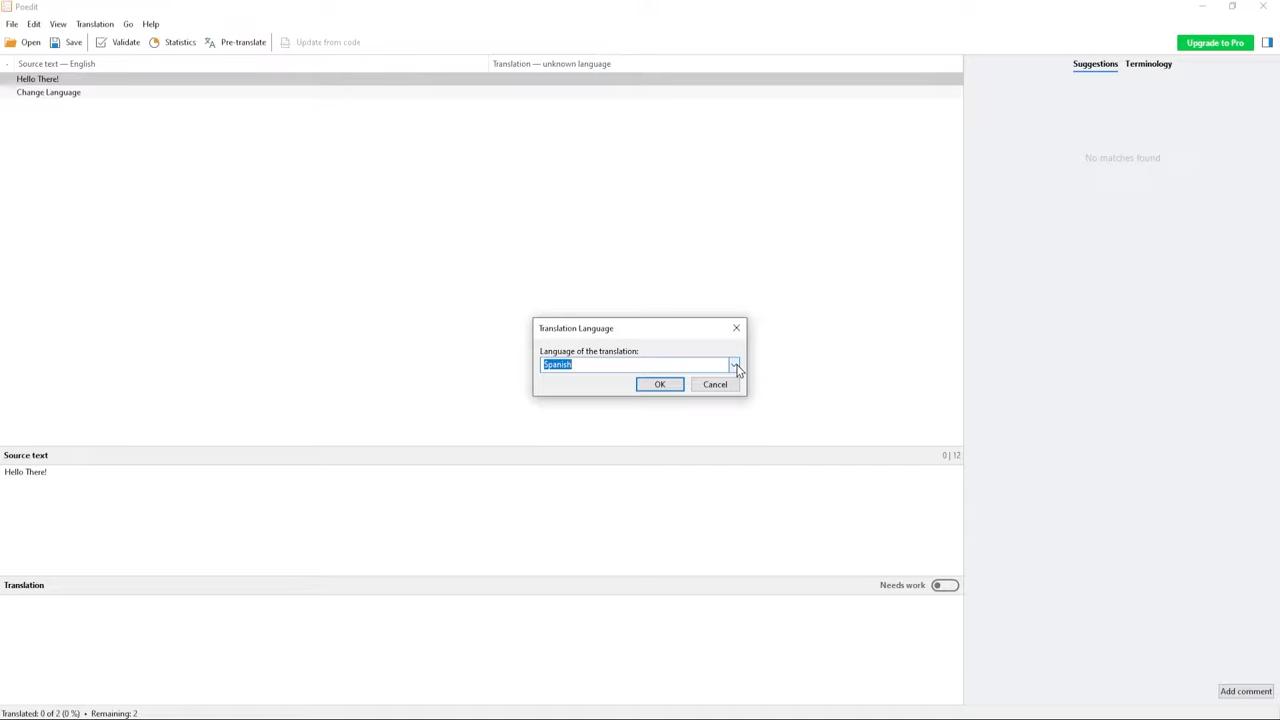 Poedit
File Edit View Translation Go Help
Open Save Validate Statistics Pre-translate Update from code Upgrade to Pro
Source text — English Translation — unknown language Suggestions Terminology
Hello There!
Change Language
No matches found
Translation Language
Language of the translation:
Spanish
OK Cancel
Source text 0 | 12
Hello There!
Translation Needs work
Add comment
Translated: 0 of 2 (0 %) • Remaining: 2